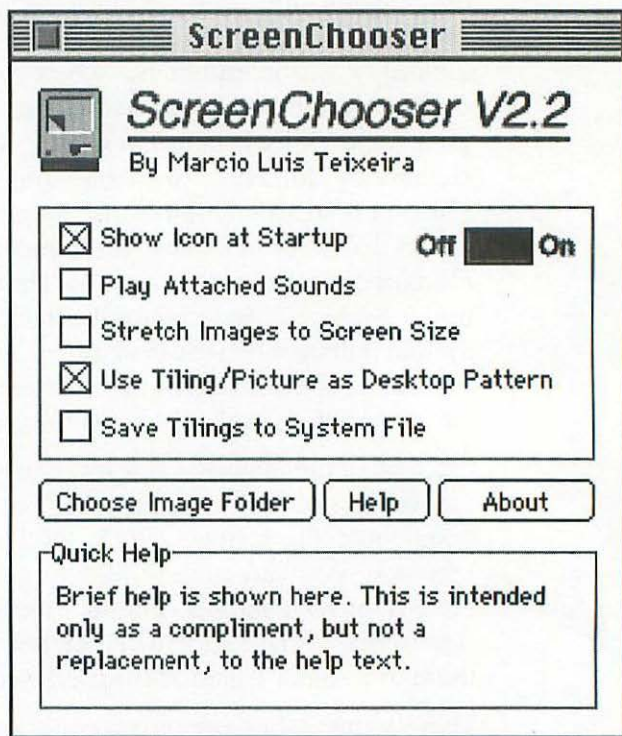 ScreenChooser
ScreenChooser V2.2
By Marcio Luis Teixeira
Show Icon at Startup
Off On
Play Attached Sounds
Stretch Images to Screen Size
Use Tiling/Picture as Desktop Pattern
Save Tilings to System File
Choose Image Folder Help About
Quick Help
Brief help is shown here. This is intended
only as a compliment, but not a
replacement, to the help text.